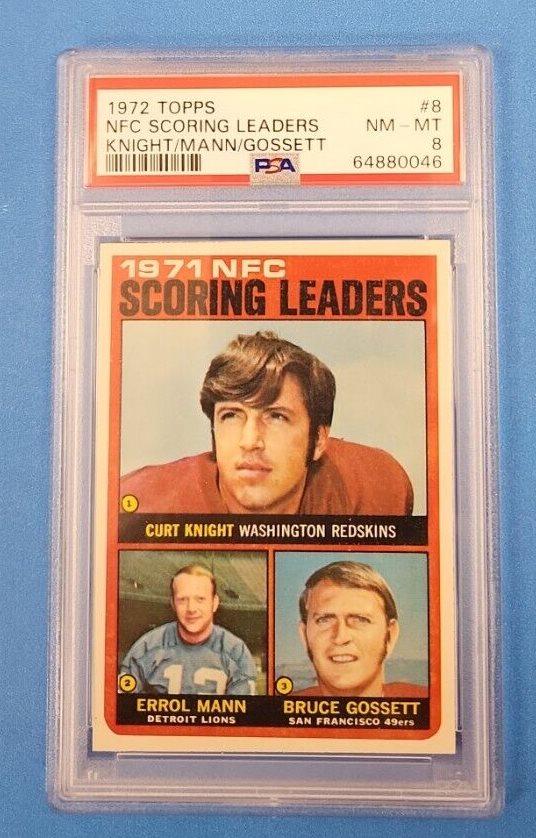 1972 TOPPS #8
NFC SCORING LEADERS NM – MT
KNIGHT/MANN/GOSSETT 8
PSA 64880046
1971 NFC
SCORING LEADERS
1
CURT KNIGHT WASHINGTON REDSKINS
12
2
ERROL MANN
DETROIT LIONS
3
BRUCE GOSSETT
SAN FRANCISCO 49ers